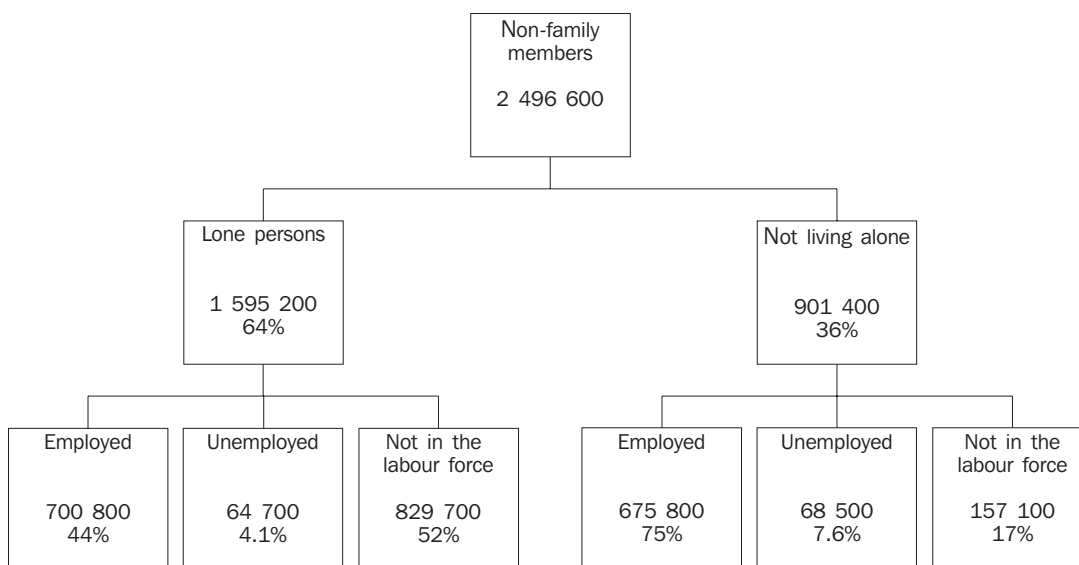 Non-family
members
2 496 600
Lone persons
1 595 200
64%
Not living alone
901 400
36%
Employed
700 800
44%
Unemployed
64 700
4.1%
Not in the
labour force
829 700
52%
Employed
675 800
75%
Unemployed
68 500
7.6%
Not in the
labour force
157 100
17%